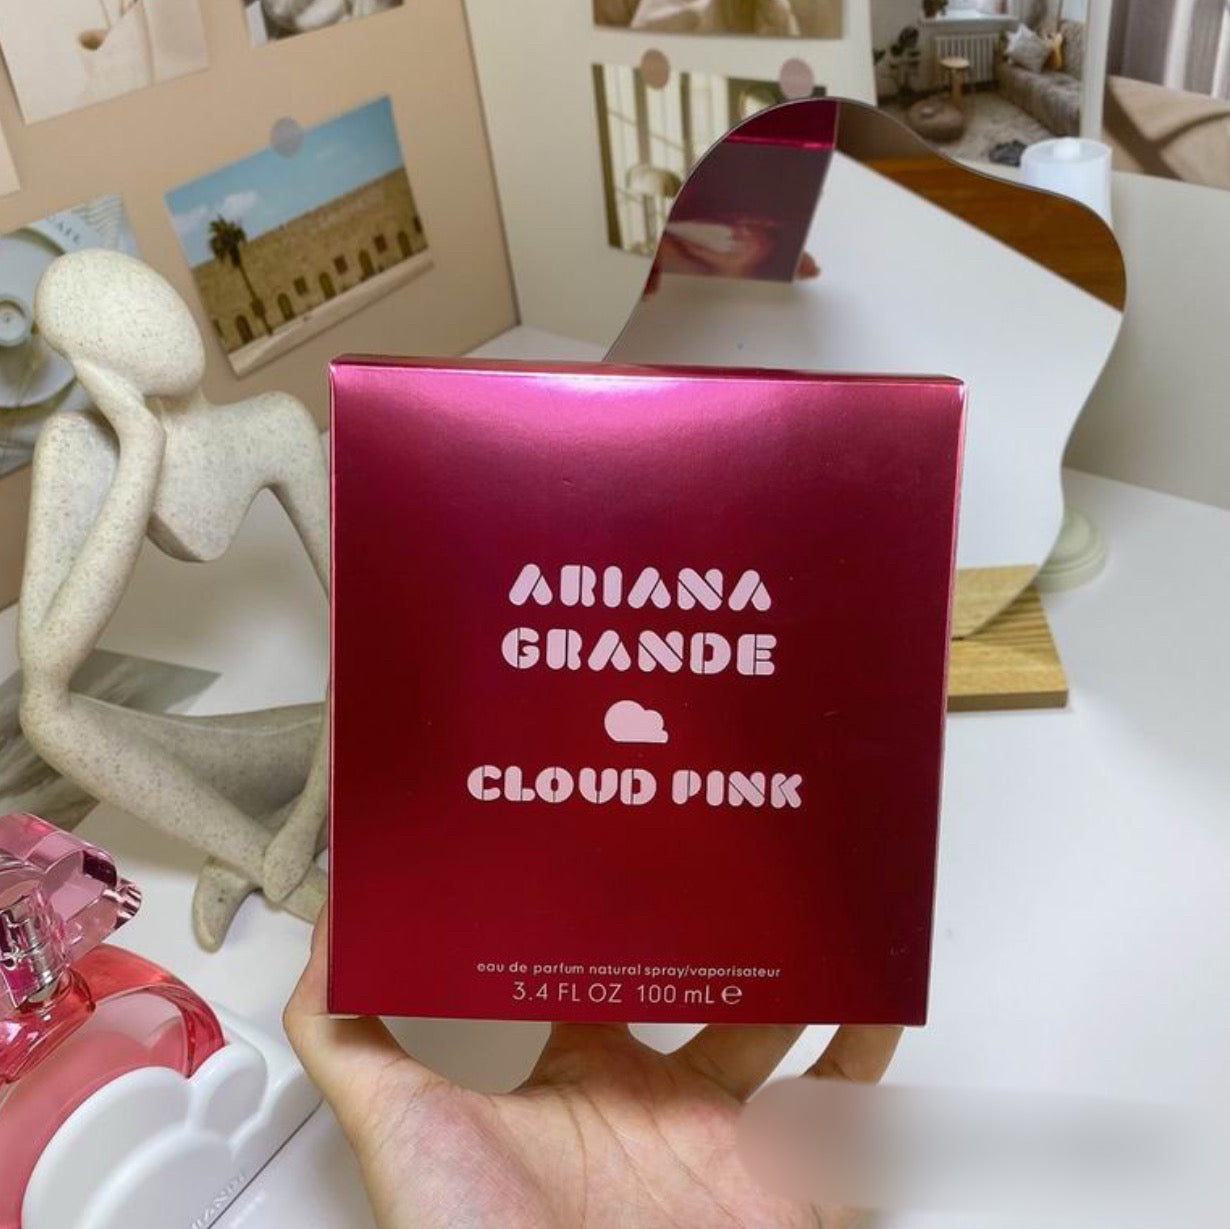 ARIANA
GRANDE
CLOUD PINK
eau de parfum natural spray/vaporisateur
3.4 FL OZ 100 mL ℮